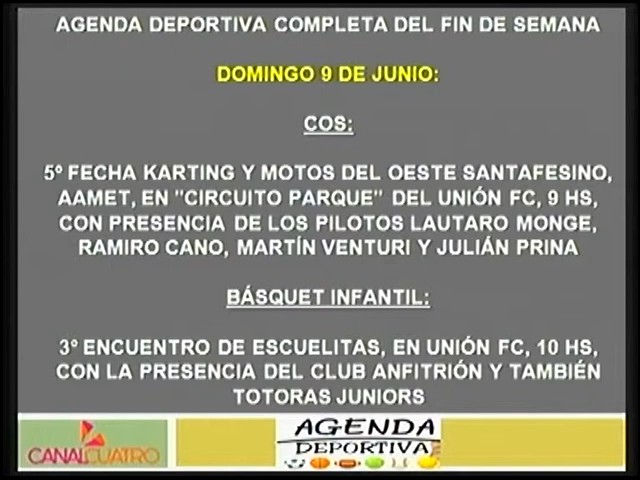 AGENDA DEPORTIVA COMPLETA DEL FIN DE SEMANA
DOMINGO 9 DE JUNIO:
COS:
5º FECHA KARTING Y MOTOS DEL OESTE SANTAFESINO,
AAMET, EN "CIRCUITO PARQUE" DEL UNIÓN FC, 9 HS,
CON PRESENCIA DE LOS PILOTOS LAUTARO MONGE,
RAMIRO CANO, MARTÍN VENTURI Y JULIÁN PRINA
BÁSQUET INFANTIL:
3º ENCUENTRO DE ESCUELITAS, EN UNIÓN FC, 10 HS,
CON LA PRESENCIA DEL CLUB ANFITRIÓN Y TAMBIÉN
TOTORAS JUNIORS
CANALCUATRO
AGENDA
DEPORTIVA